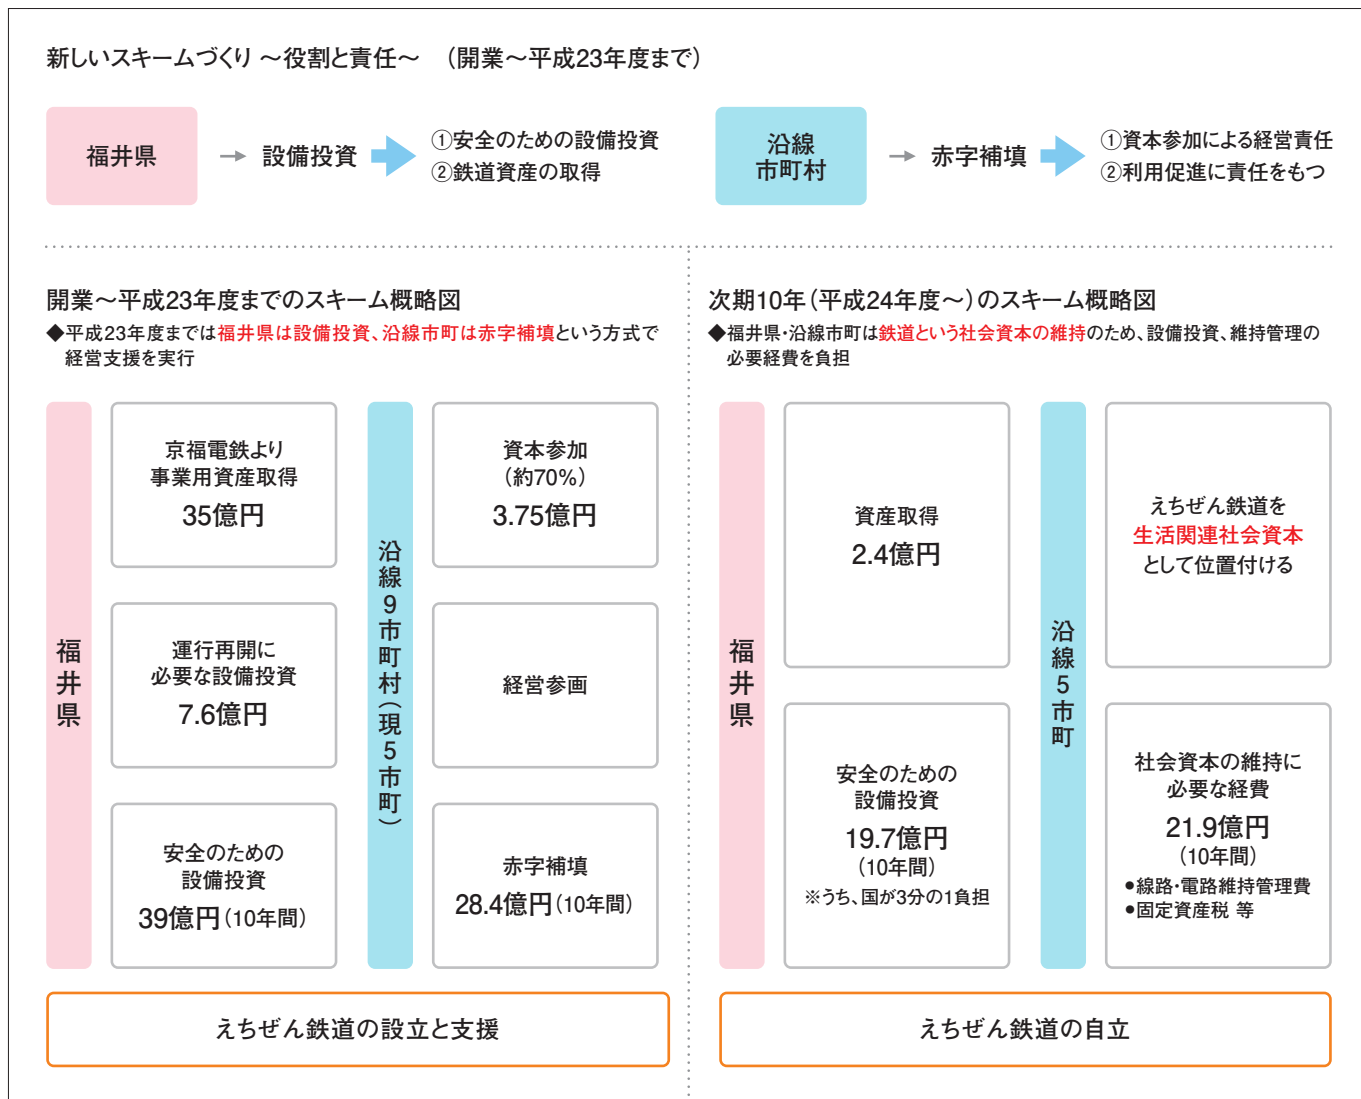 新しいスキームづくり ～役割と責任～ （開業～平成23年度まで）
福井県
→ 設備投資
①安全のための設備投資
②鉄道資産の取得
沿線
市町村
→ 赤字補填
①資本参加による経営責任
②利用促進に責任をもつ
開業～平成23年度までのスキーム概略図
◆平成23年度までは福井県は設備投資、沿線市町は赤字補填という方式で
経営支援を実行
福井県
京福電鉄より
事業用資産取得
35億円
運行再開に
必要な設備投資
7.6億円
安全のための
設備投資
39億円（10年間）
沿線9市町村（現5市町）
資本参加
（約70%）
3.75億円
経営参画
赤字補填
28.4億円（10年間）
えちぜん鉄道の設立と支援
次期10年（平成24年度～）のスキーム概略図
◆福井県・沿線市町は鉄道という社会資本の維持のため、設備投資、維持管理の
必要経費を負担
福井県
資産取得
2.4億円
安全のための
設備投資
19.7億円
（10年間）
※うち、国が3分の1負担
沿線5市町
えちぜん鉄道を
生活関連社会資本
として位置付ける
社会資本の維持に
必要な経費
21.9億円
（10年間）
●線路・電路維持管理費
●固定資産税 等
えちぜん鉄道の自立